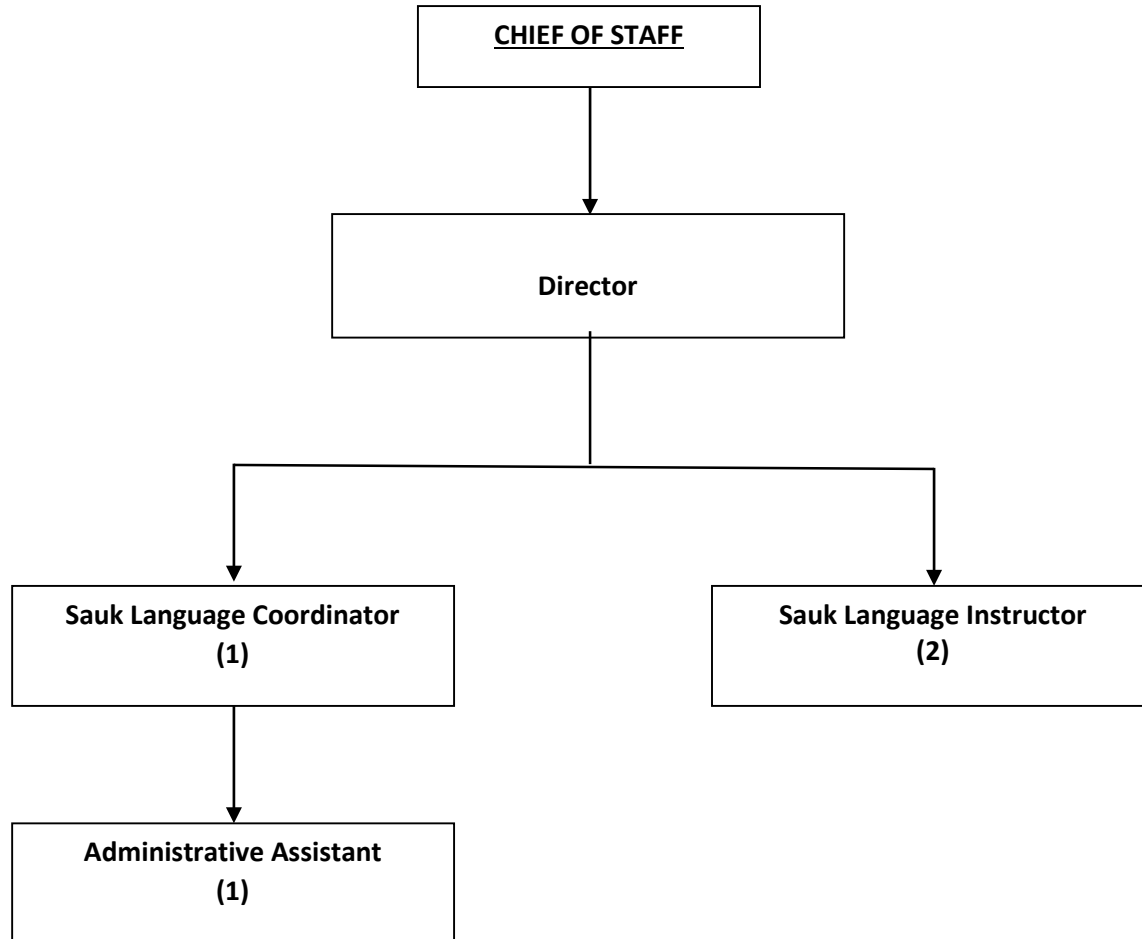 CHIEF OF STAFF
Director
Sauk Language Coordinator
(1)
Sauk Language Instructor
(2)
Administrative Assistant
(1)